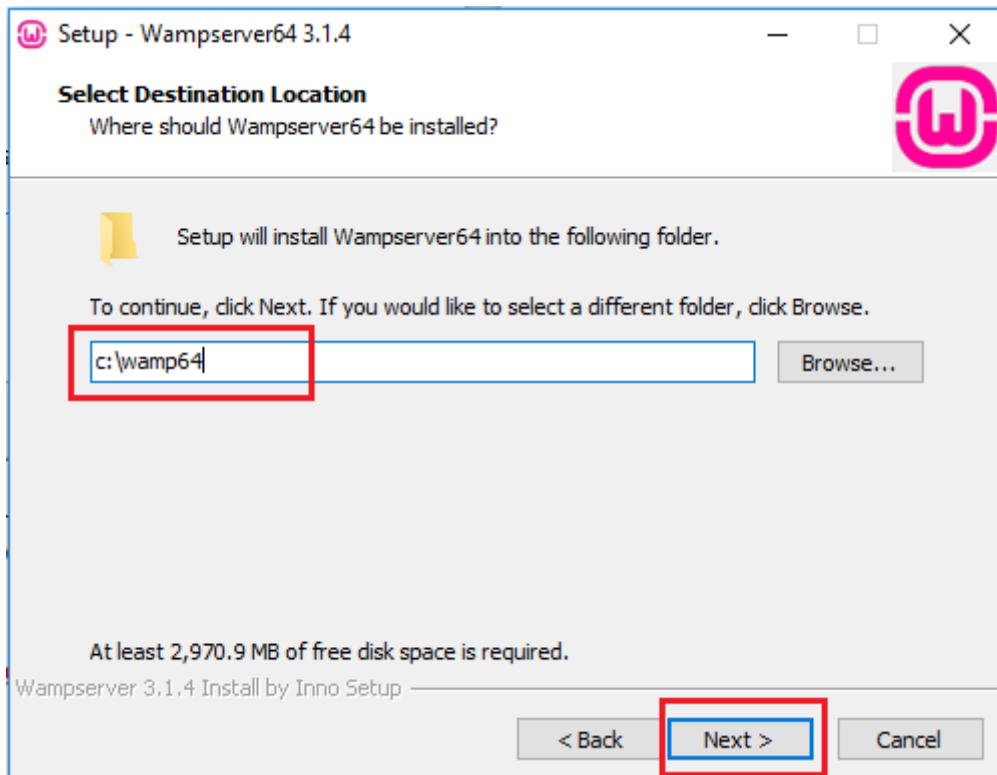 Setup - Wampserver64 3.1.4
Select Destination Location
Where should Wampserver64 be installed?
Setup will install Wampserver64 into the following folder.
To continue, click Next. If you would like to select a different folder, click Browse.
c:\wamp64
Browse...
At least 2,970.9 MB of free disk space is required.
Wampserver 3.1.4 Install by Inno Setup
< Back Next > Cancel